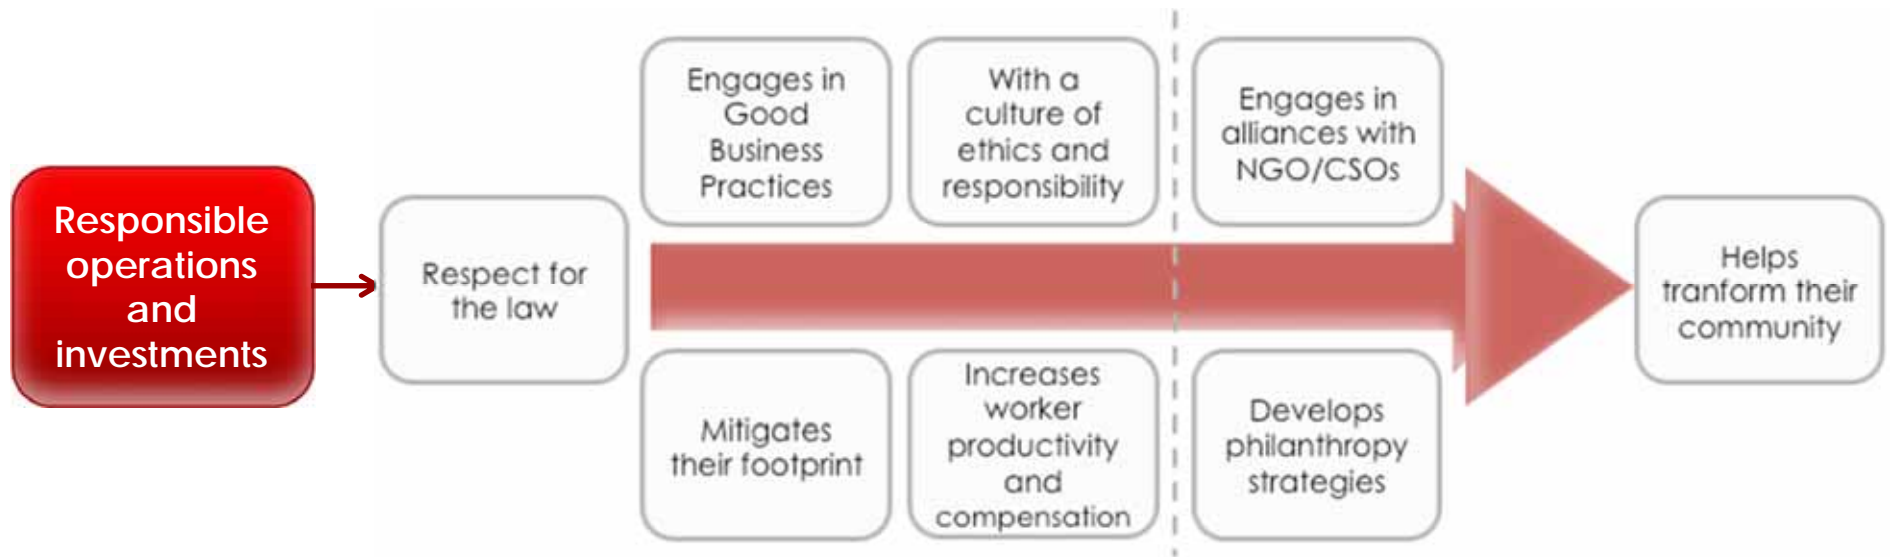 Responsible
operations
and
investments
Respect for
the law
Engages in
Good
Business
Practices
With a
culture of
ethics and
responsibility
Engages in
alliances with
NGO/CSOs
Mitigates
their footprint
Increases
worker
productivity
and
compensation
Develops
philanthropy
strategies
Helps
tranform their
community